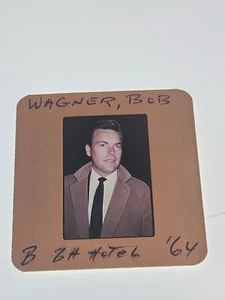 WAGNER, BOB
B BH HOTEL '64